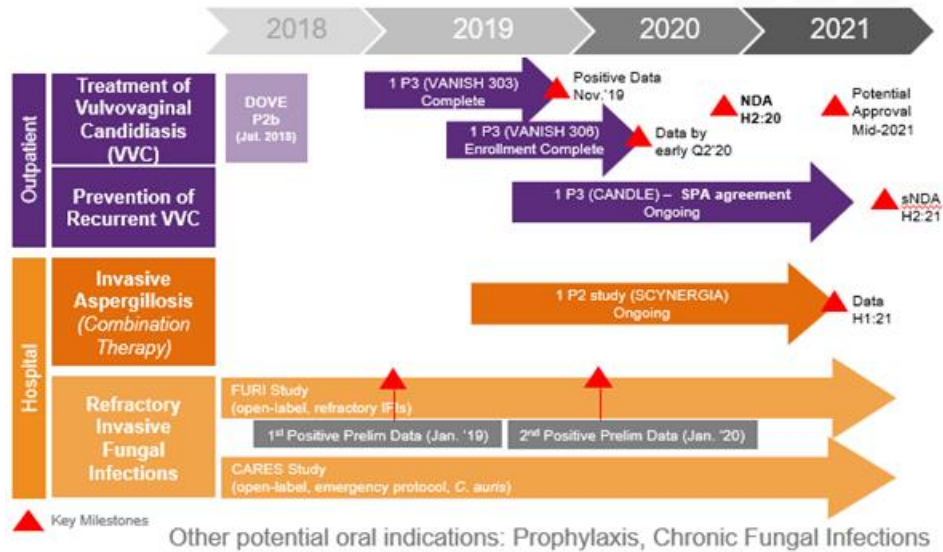 2018
2019
2020
2021
Outpatient
Treatment of
Vulvovaginal
Candidiasis
(VVC)
DOVE
P2b
(Jul. 2018)
1 P3 (VANISH 303)
Complete
Positive Data
Nov.'19
1 P3 (VANISH 306)
Enrollment Complete
Data by
early Q2'20
NDA
H2:20
Potential
Approval
Mid-2021
Prevention of
Recurrent VVC
1 P3 (CANDLE) – SPA agreement
Ongoing
sNDA
H2:21
Hospital
Invasive
Aspergillosis
(Combination
Therapy)
1 P2 study (SCYNERGIA)
Ongoing
Data
H1:21
Refractory
Invasive
Fungal
Infections
FURI Study
(open-label, refractory IFIs)
1st Positive Prelim Data (Jan. '19)
2nd Positive Prelim Data (Jan. '20)
CARES Study
(open-label, emergency protocol, C. auris)
Key Milestones
Other potential oral indications: Prophylaxis, Chronic Fungal Infections